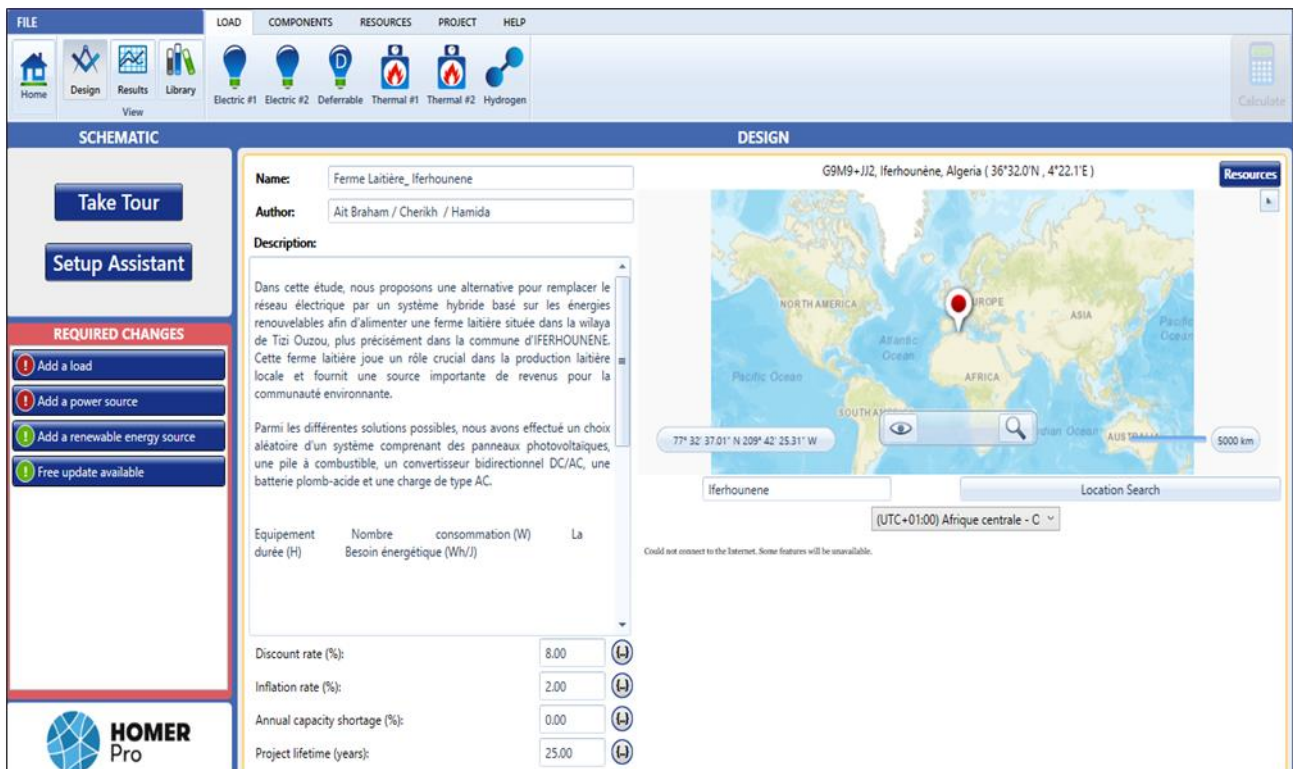 FILE
LOAD COMPONENTS RESOURCES PROJECT HELP
Home
Design
Results
Library
View
Electric #1
Electric #2
D
Deferrable
Thermal #1
Thermal #2
Hydrogen
Calculate
SCHEMATIC
DESIGN
Take Tour
Setup Assistant
REQUIRED CHANGES
Add a load
Add a power source
Add a renewable energy source
Free update available
HOMER
Pro
Name: Ferme Laitière_ Iferhounene
Author: Ait Braham / Cherikh / Hamida
Description:
Dans cette étude, nous proposons une alternative pour remplacer le
réseau électrique par un système hybride basé sur les énergies
renouvelables afin d'alimenter une ferme laitière située dans la wilaya
de Tizi Ouzou, plus précisément dans la commune d'IFERHOUNENE.
Cette ferme laitière joue un rôle crucial dans la production laitière
locale et fournit une source importante de revenus pour la
communauté environnante.
Parmi les différentes solutions possibles, nous avons effectué un choix
aléatoire d'un système comprenant des panneaux photovoltaïques,
une pile à combustible, un convertisseur bidirectionnel DC/AC, une
batterie plomb-acide et une charge de type AC.
Equipement Nombre consommation (W) La
durée (H) Besoin énergétique (Wh/J)
Discount rate (%): 8.00
Inflation rate (%): 2.00
Annual capacity shortage (%): 0.00
Project lifetime (years): 25.00
G9M9+JJ2, Iferhounène, Algeria ( 36°32.0'N , 4°22.1'E )
Resources
NORTH AMERICA
ASIA
Atlantic
Ocean
Pacific
Ocean
Pacific Ocean
AFRICA
77° 32' 37.01" N 209° 42' 25.31" W
5000 km
Iferhounene
Location Search
(UTC+01:00) Afrique centrale - O
Could not connect to the Internet. Some features will be unavailable.